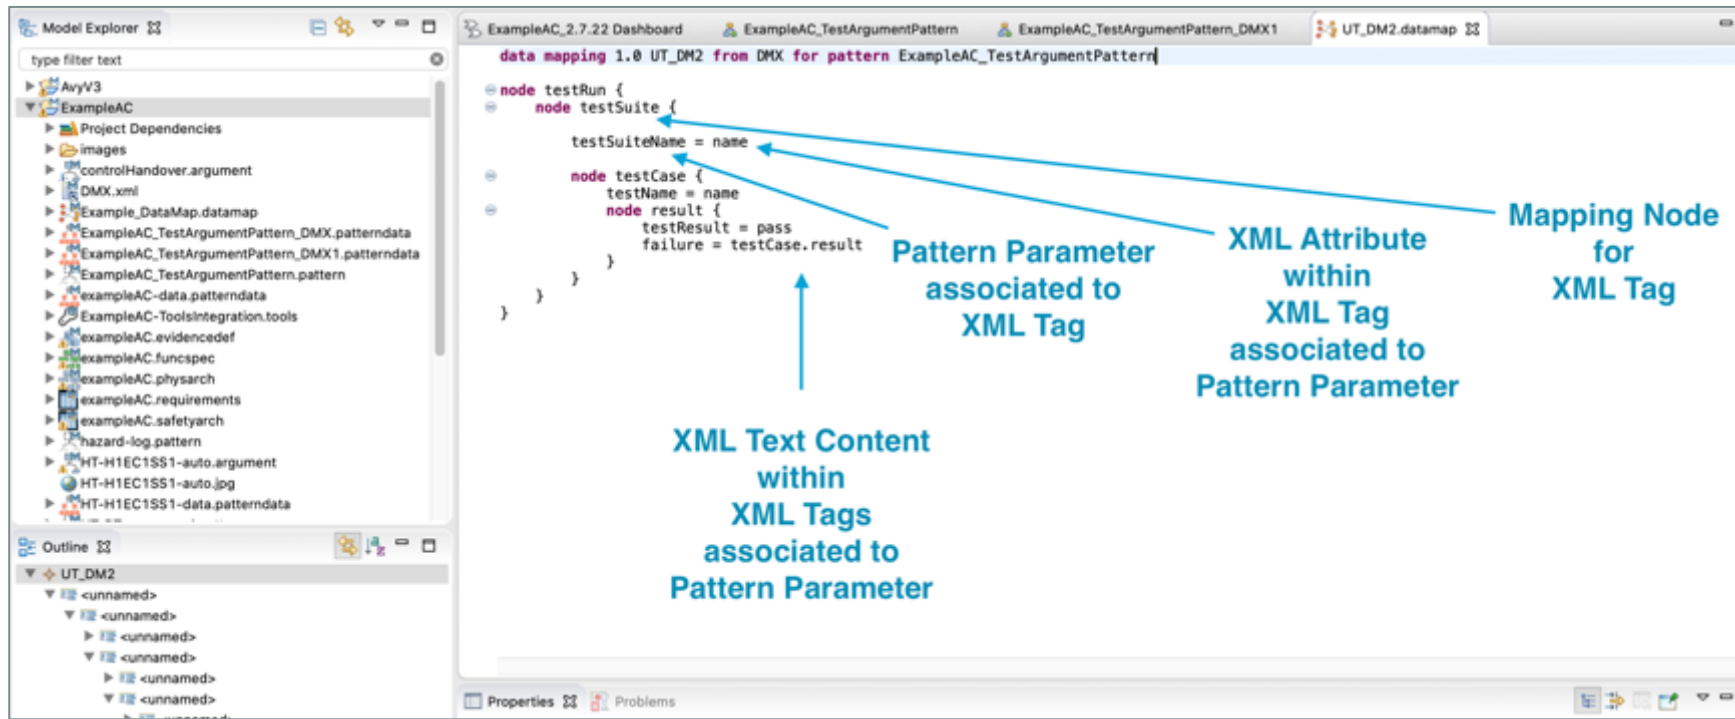 Model Explorer
type filter text
AvyV3
ExampleAC
Project Dependencies
images
controlHandover.argument
DMX.xml
Example_DataMap.datamap
ExampleAC_TestArgumentPattern_DMX.patterndata
ExampleAC_TestArgumentPattern_DMX1.patterndata
ExampleAC_TestArgumentPattern.pattern
exampleAC-data.patterndata
ExampleAC-ToolsIntegration.tools
exampleAC.evidencedef
exampleAC.funcspec
exampleAC.physarch
exampleAC.requirements
exampleAC.safetyarch
hazard-log.pattern
HT-H1EC1SS1-auto.argument
HT-H1EC1SS1-auto.jpg
HT-H1EC1SS1-data.patterndata
Outline
UT_DM2
<unnamed>
<unnamed>
<unnamed>
<unnamed>
<unnamed>
<unnamed>
<unnamed>
ExampleAC_2.7.22 Dashboard
ExampleAC_TestArgumentPattern
ExampleAC_TestArgumentPattern_DMX1
UT_DM2.datamap
data mapping 1.0 UT_DM2 from DMX for pattern ExampleAC_TestArgumentPattern
node testRun {
node testSuite {
testSuiteName = name
node testCase {
testName = name
node result {
testResult = pass
failure = testCase.result
}
}
}
}
Pattern Parameter
associated to
XML Tag
XML Attribute
within
XML Tag
associated to
Pattern Parameter
Mapping Node
for
XML Tag
XML Text Content
within
XML Tags
associated to
Pattern Parameter
Properties
Problems